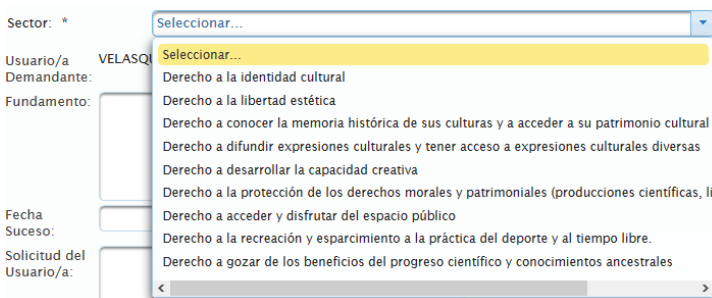 Sector: * Seleccionar...
Seleccionar...
Usuario/a VELASQU
Demandante:
Derecho a la identidad cultural
Fundamento:
Derecho a la libertad estética
Derecho a conocer la memoria histórica de sus culturas y a acceder a su patrimonio cultural
Derecho a difundir expresiones culturales y tener acceso a expresiones culturales diversas
Derecho a desarrollar la capacidad creativa
Derecho a la protección de los derechos morales y patrimoniales (producciones científicas, li
Fecha
Suceso:
Derecho a acceder y disfrutar del espacio público
Derecho a la recreación y esparcimiento a la práctica del deporte y al tiempo libre.
Solicitud del
Usuario/a:
Derecho a gozar de los beneficios del progreso científico y conocimientos ancestrales